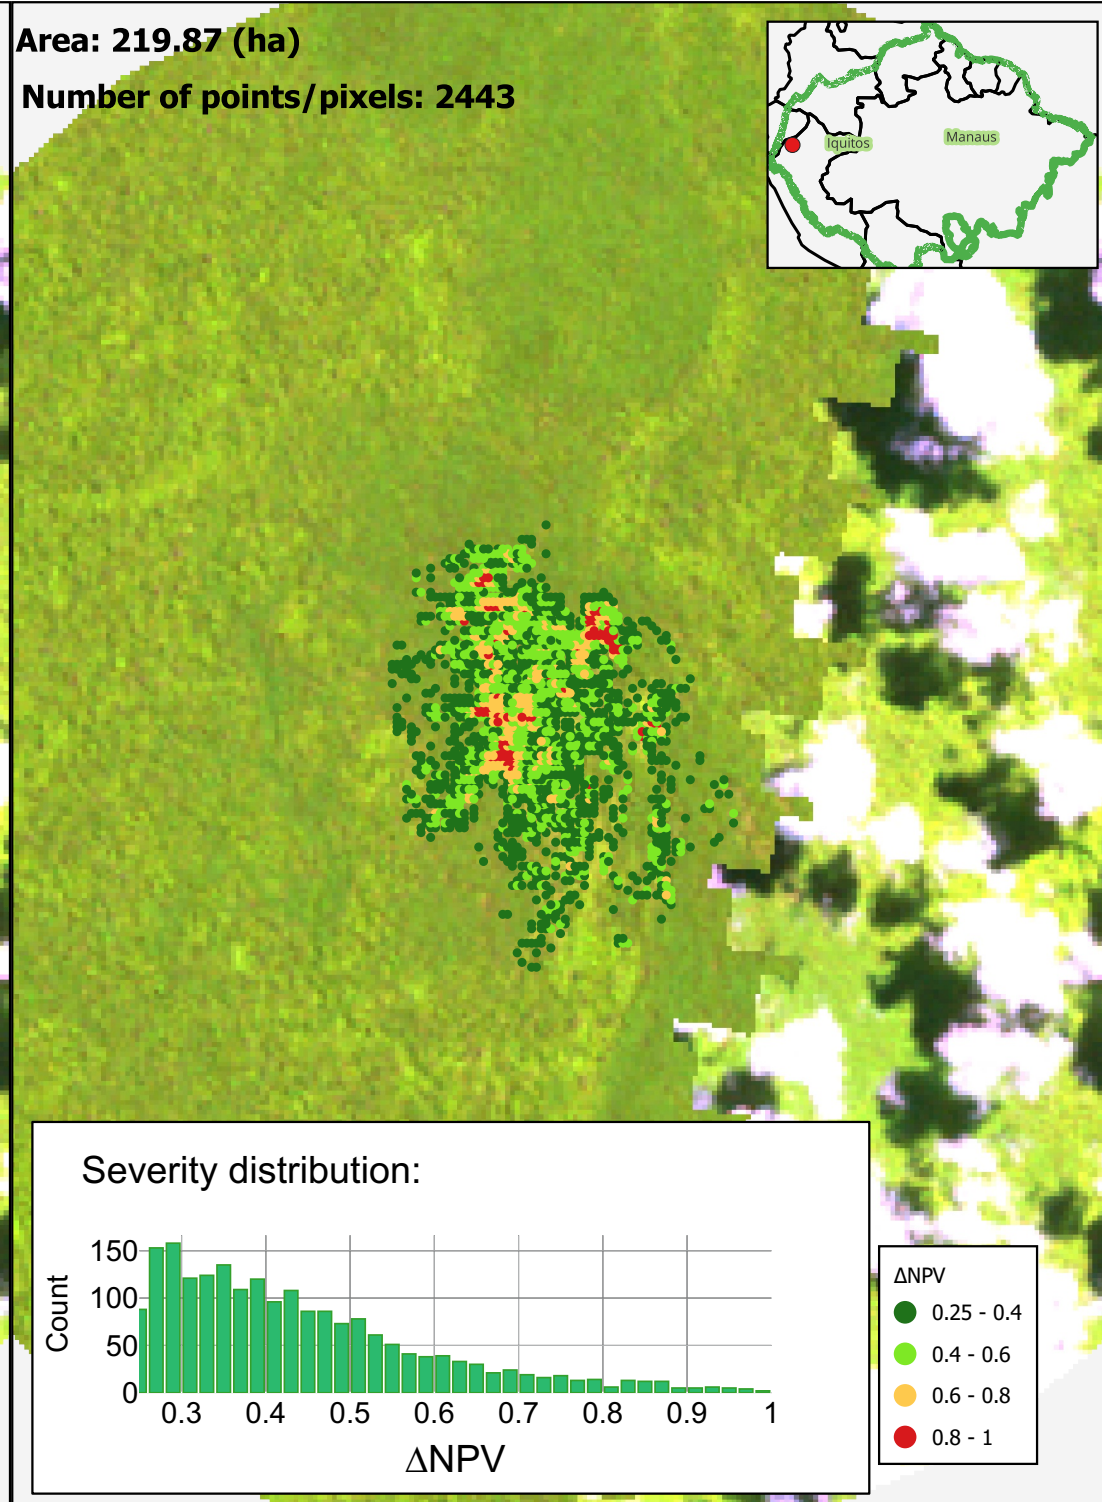 Area: 219.87 (ha)
Number of points/pixels: 2443
Iquitos
Manaus
Severity distribution:
150
100
50
0
Count
0.3 0.4 0.5 0.6 0.7 0.8 0.9 1
ΔNPV
ΔNPV
0.25 - 0.4
0.4 - 0.6
0.6 - 0.8
0.8 - 1